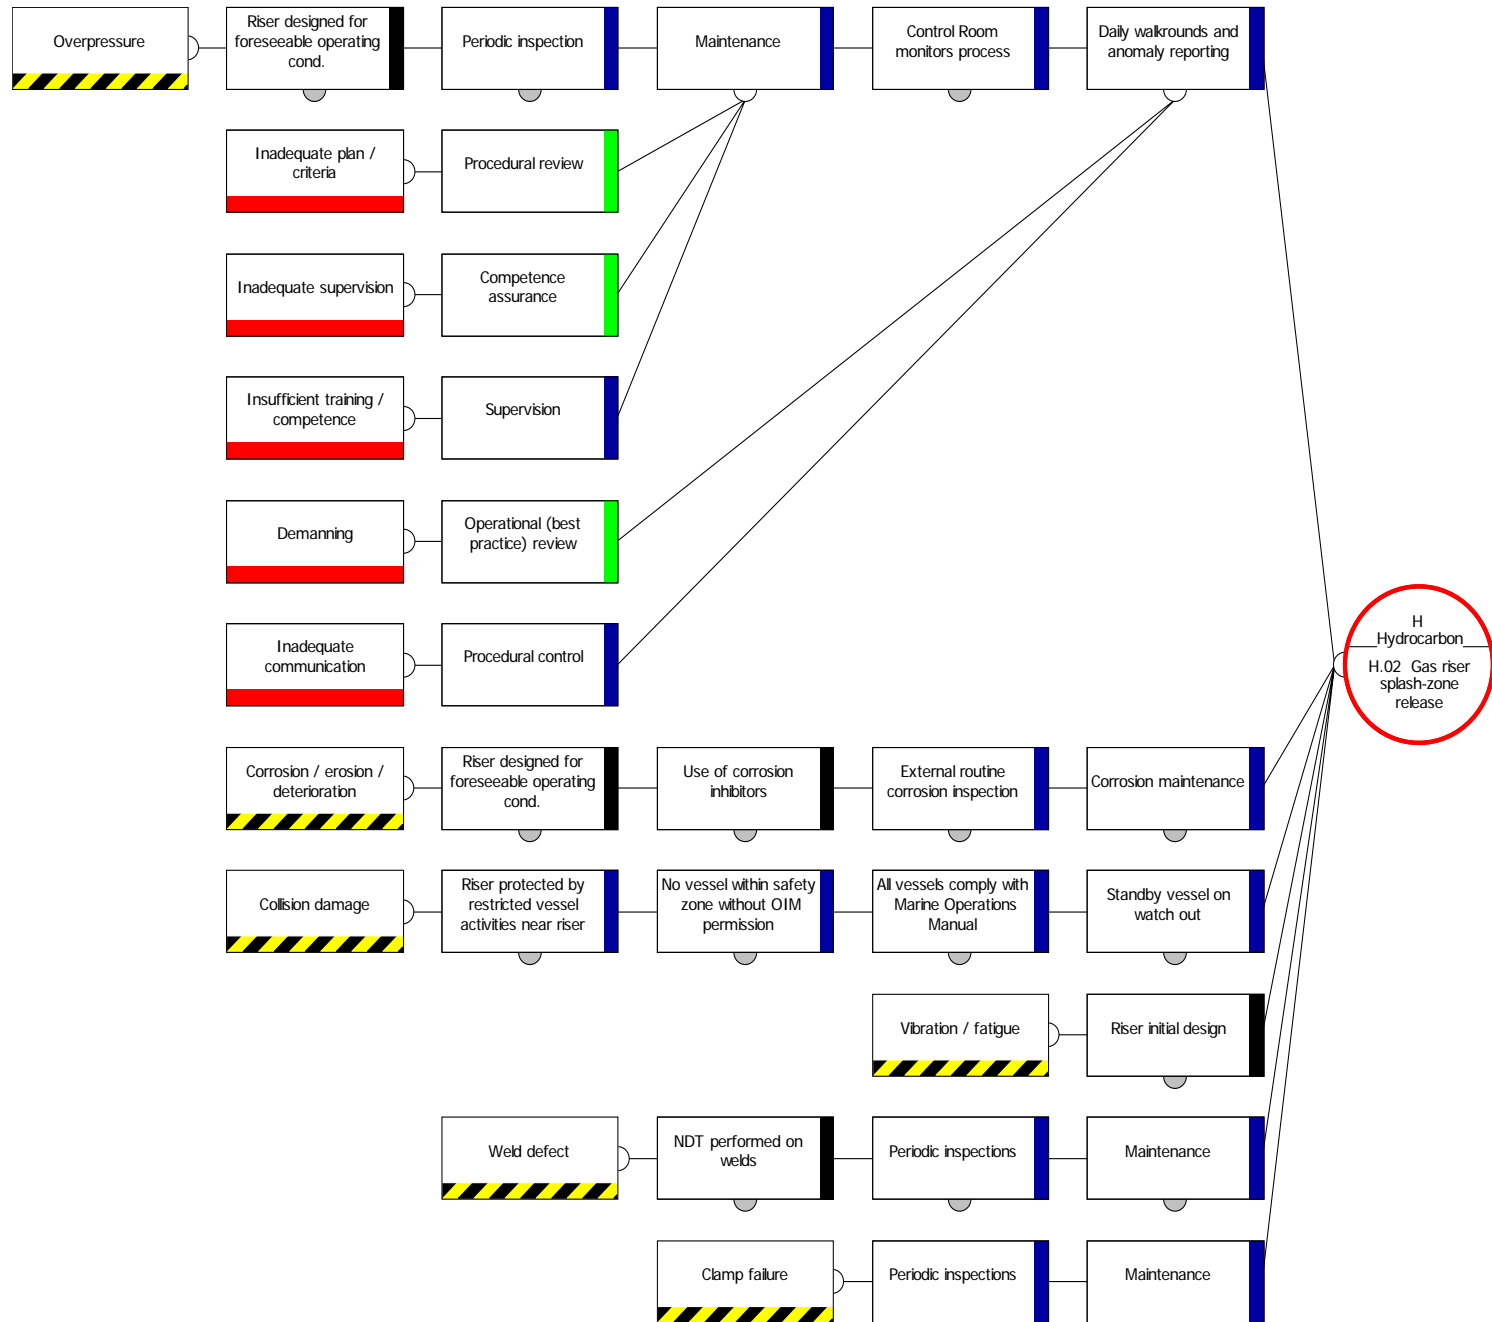 Overpressure
Riser designed for
foreseeable operating
cond.
Periodic inspection
Maintenance
Control Room
monitors process
Daily walkrounds and
anomaly reporting
Inadequate plan /
criteria
Procedural review
Inadequate supervision
Competence
assurance
Insufficient training /
competence
Supervision
Demanning
Operational (best
practice) review
Inadequate
communication
Procedural control
H
Hydrocarbon
H.02 Gas riser
splash-zone
release
Corrosion / erosion /
deterioration
Riser designed for
foreseeable operating
cond.
Use of corrosion
inhibitors
External routine
corrosion inspection
Corrosion maintenance
Collision damage
Riser protected by
restricted vessel
activities near riser
No vessel within safety
zone without OIM
permission
All vessels comply with
Marine Operations
Manual
Standby vessel on
watch out
Vibration / fatigue
Riser initial design
Weld defect
NDT performed on
welds
Periodic inspections
Maintenance
Clamp failure
Periodic inspections
Maintenance